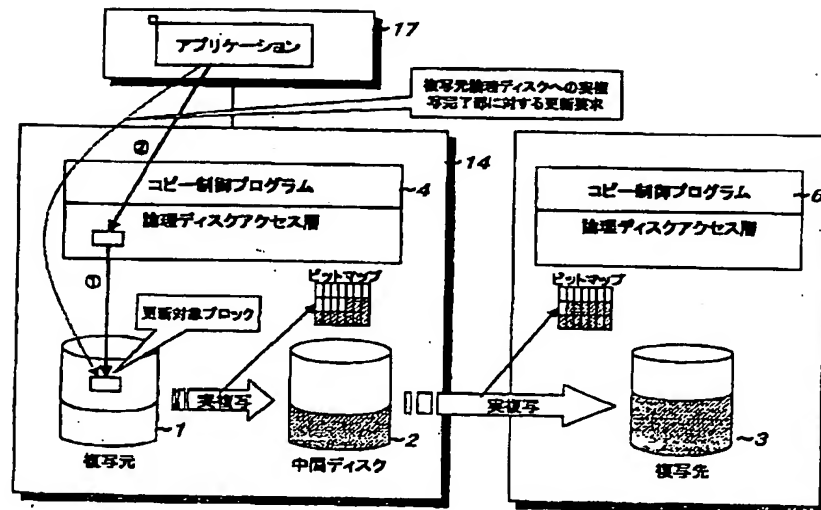 アプリケーション
17
複写元論理ディスクへの実複
写完了部に対する更新要求
②
14
コピー制御プログラム
4
論理ディスクアクセス層
①
ビットマップ
更新対象ブロック
実複写
1
複写元
2
中間ディスク
コピー制御プログラム
6
論理ディスクアクセス層
ビットマップ
実複写
3
複写先